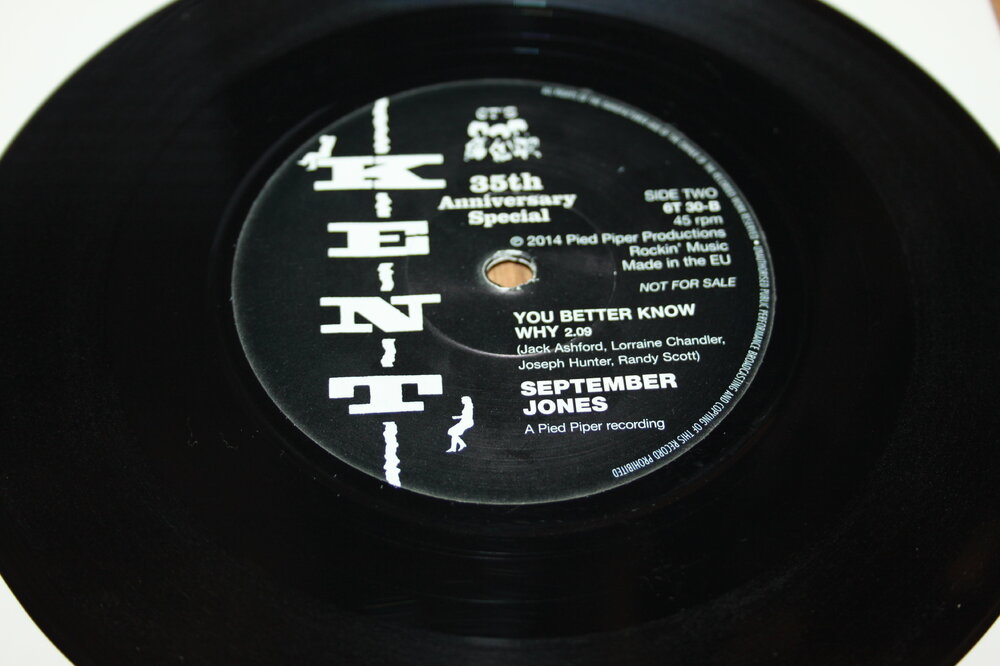 K·E·N·T
6T'S
35th
Anniversary
Special
SIDE TWO
6T 30-B
45 rpm
℗ 2014 Pied Piper Productions
Rockin' Music
Made in the EU
NOT FOR SALE
YOU BETTER KNOW
WHY 2.09
(Jack Ashford, Lorraine Chandler,
Joseph Hunter, Randy Scott)
SEPTEMBER
JONES
A Pied Piper recording
UNAUTHORISED PUBLIC PERFORMANCE BROADCASTING AND COPYING OF THIS RECORD PROHIBITED